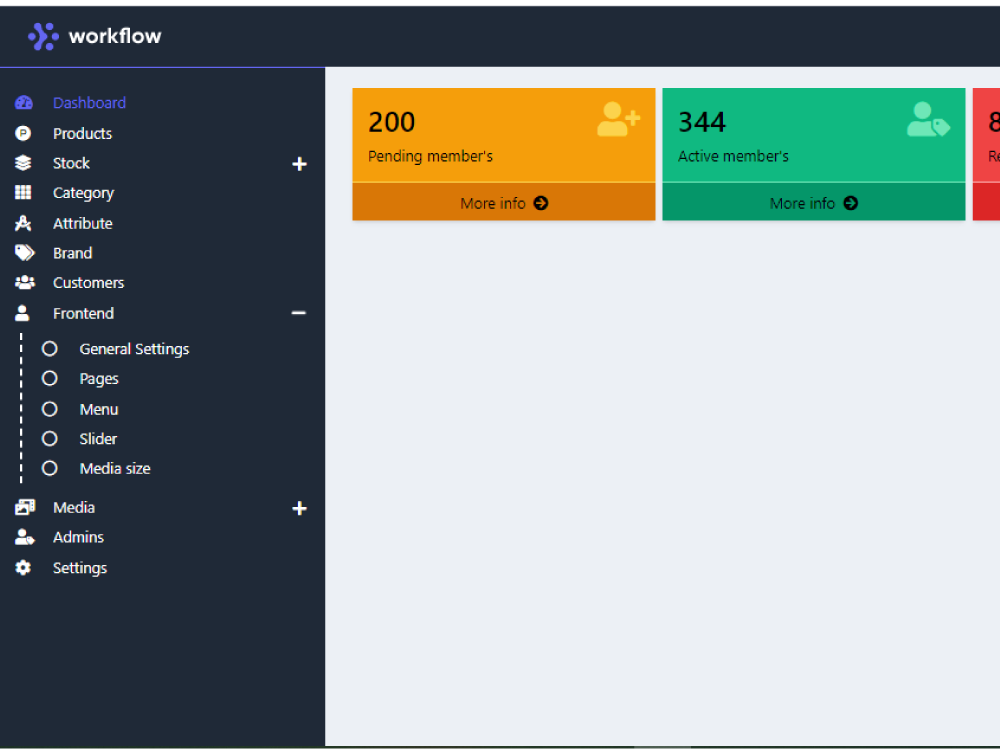 workflow
Dashboard
Products
Stock
Category
Attribute
Brand
Customers
Frontend
General Settings
Pages
Menu
Slider
Media size
Media
Admins
Settings
200
Pending member's
More info
344
Active member's
More info
8
Re